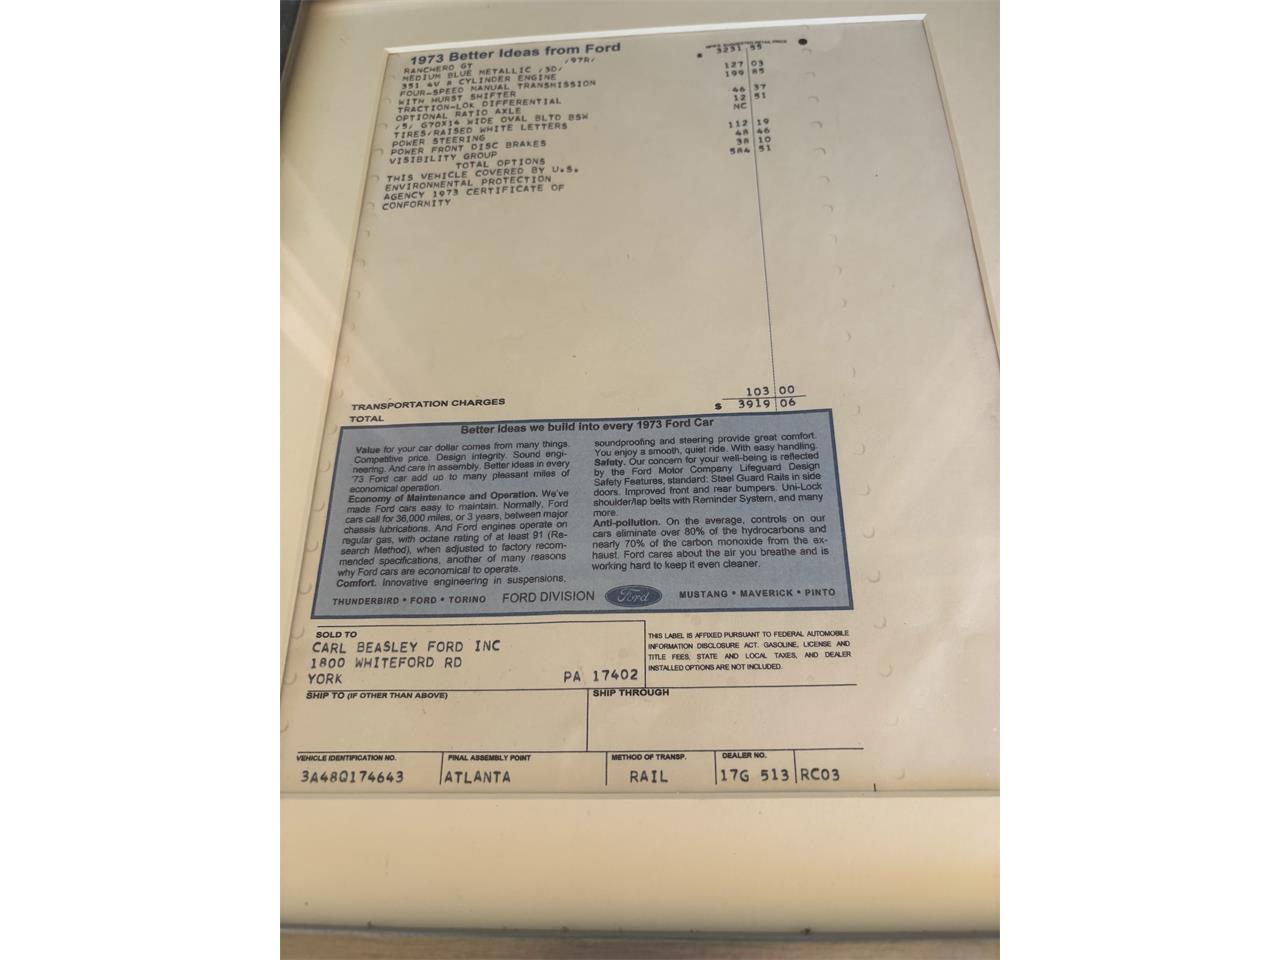 1973 Better Ideas from Ford
MFR'S SUGGESTED RETAIL PRICE
RANCHERO GT /97R/ 3231 55
MEDIUM BLUE METALLIC /3D/
351 4V 8 CYLINDER ENGINE 127 03
FOUR-SPEED MANUAL TRANSMISSION 199 85
WITH HURST SHIFTER
TRACTION-LOK DIFFERENTIAL 46 37
OPTIONAL RATIO AXLE 12 51
/5/ G70X14 WIDE OVAL BLTD BSW NC
TIRES/RAISED WHITE LETTERS
POWER STEERING 112 19
POWER FRONT DISC BRAKES 48 46
VISIBILITY GROUP 38 10
TOTAL OPTIONS 584 51
THIS VEHICLE COVERED BY U.S.
ENVIRONMENTAL PROTECTION
AGENCY 1973 CERTIFICATE OF
CONFORMITY
TRANSPORTATION CHARGES 103 00
TOTAL $ 3919 06
Better ideas we build into every 1973 Ford Car
Value for your car dollar comes from many things.
Competitive price. Design integrity. Sound engi-
neering. And care in assembly. Better ideas in every
'73 Ford car add up to many pleasant miles of
economical operation.
Economy of Maintenance and Operation. We've
made Ford cars easy to maintain. Normally, Ford
cars call for 36,000 miles, or 3 years, between major
chassis lubrications. And Ford engines operate on
regular gas, with octane rating of at least 91 (Re-
search Method), when adjusted to factory recom-
mended specifications, another of many reasons
why Ford cars are economical to operate.
Comfort. Innovative engineering in suspensions,
soundproofing and steering provide great comfort.
You enjoy a smooth, quiet ride. With easy handling.
Safety. Our concern for your well-being is reflected
by the Ford Motor Company Lifeguard Design
Safety Features, standard: Steel Guard Rails in side
doors. Improved front and rear bumpers. Uni-Lock
shoulder/lap belts with Reminder System, and many
more.
Anti-pollution. On the average, controls on our
cars eliminate over 80% of the hydrocarbons and
nearly 70% of the carbon monoxide from the ex-
haust. Ford cares about the air you breathe and is
working hard to keep it even cleaner.
THUNDERBIRD • FORD • TORINO FORD DIVISION Ford MUSTANG • MAVERICK • PINTO
SOLD TO
CARL BEASLEY FORD INC
1800 WHITEFORD RD
YORK PA 17402
THIS LABEL IS AFFIXED PURSUANT TO FEDERAL AUTOMOBILE
INFORMATION DISCLOSURE ACT. GASOLINE, LICENSE AND
TITLE FEES, STATE AND LOCAL TAXES, AND DEALER
INSTALLED OPTIONS ARE NOT INCLUDED.
SHIP TO (IF OTHER THAN ABOVE)
SHIP THROUGH
VEHICLE IDENTIFICATION NO. FINAL ASSEMBLY POINT METHOD OF TRANSP. DEALER NO.
3A48Q174643 ATLANTA RAIL 17G 513 RC03